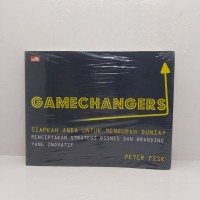 GAMECHANGERS
SIAPKAH ANDA UNTUK MENGUBAH DUNIA?
MENCIPTAKAN STRATEGI BISNIS DAN BRANDING
YANG INOVATIF
PETER FISK